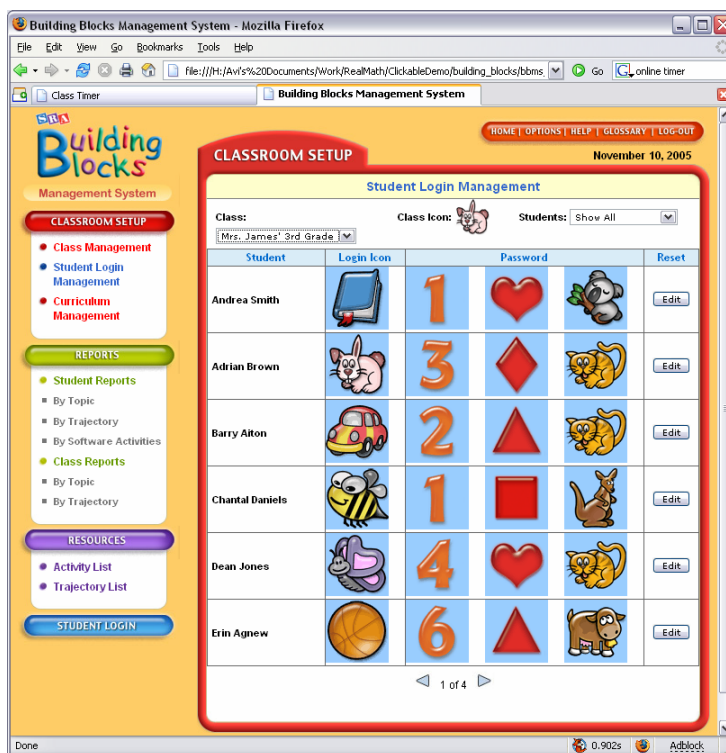 Building Blocks Management System - Mozilla Firefox
File Edit View Go Bookmarks Tools Help
file:///H:/Avi's%20Documents/Work/RealMath/ClickableDemo/building_blocks/bbms_ Go online timer
Class Timer Building Blocks Management System
SRA
Building
Blocks
Management System
HOME | OPTIONS | HELP | GLOSSARY | LOG-OUT
CLASSROOM SETUP
November 10, 2005
Student Login Management
Class: Class Icon: Students: Show All
Mrs. James' 3rd Grade
Student Login Icon Password Reset
Andrea Smith 1 Edit
Adrian Brown 3 Edit
Barry Aiton 2 Edit
Chantal Daniels 1 Edit
Dean Jones 4 Edit
Erin Agnew 6 Edit
1 of 4
CLASSROOM SETUP
Class Management
Student Login
Management
Curriculum
Management
REPORTS
Student Reports
By Topic
By Trajectory
By Software Activities
Class Reports
By Topic
By Trajectory
RESOURCES
Activity List
Trajectory List
STUDENT LOGIN
Done 0.902s Adblock